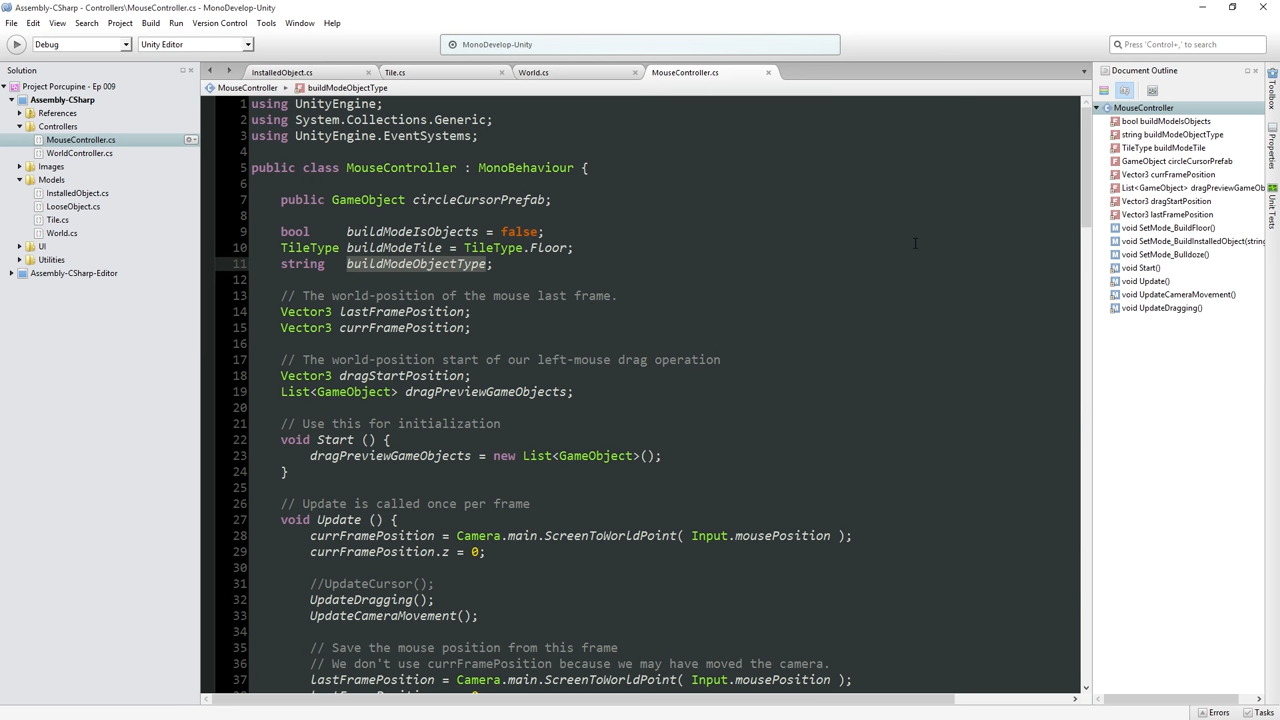 Assembly-CSharp - Controllers\MouseController.cs - MonoDevelop-Unity
File Edit View Search Project Build Run Version Control Tools Window Help
Debug Unity Editor MonoDevelop-Unity Press 'Control+,' to search
Solution
Project Porcupine - Ep 009
Assembly-CSharp
References
Controllers
MouseController.cs
WorldController.cs
Images
Models
InstalledObject.cs
LooseObject.cs
Tile.cs
World.cs
UI
Utilities
Assembly-CSharp-Editor
InstalledObject.cs Tile.cs World.cs MouseController.cs
MouseController buildModeObjectType
1 using UnityEngine;
2 using System.Collections.Generic;
3 using UnityEngine.EventSystems;
4
5 public class MouseController : MonoBehaviour {
6
7 public GameObject circleCursorPrefab;
8
9 bool buildModeIsObjects = false;
10 TileType buildModeTile = TileType.Floor;
11 string buildModeObjectType;
12
13 // The world-position of the mouse last frame.
14 Vector3 lastFramePosition;
15 Vector3 currFramePosition;
16
17 // The world-position start of our left-mouse drag operation
18 Vector3 dragStartPosition;
19 List<GameObject> dragPreviewGameObjects;
20
21 // Use this for initialization
22 void Start () {
23 dragPreviewGameObjects = new List<GameObject>();
24 }
25
26 // Update is called once per frame
27 void Update () {
28 currFramePosition = Camera.main.ScreenToWorldPoint( Input.mousePosition );
29 currFramePosition.z = 0;
30
31 //UpdateCursor();
32 UpdateDragging();
33 UpdateCameraMovement();
34
35 // Save the mouse position from this frame
36 // We don't use currFramePosition because we may have moved the camera.
37 lastFramePosition = Camera.main.ScreenToWorldPoint( Input.mousePosition );
Document Outline
MouseController
bool buildModeIsObjects
string buildModeObjectType
TileType buildModeTile
GameObject circleCursorPrefab
Vector3 currFramePosition
List<GameObject> dragPreviewGameOb
Vector3 dragStartPosition
Vector3 lastFramePosition
void SetMode_BuildFloor()
void SetMode_BuildInstalledObject(string
void SetMode_Bulldoze()
void Start()
void Update()
void UpdateCameraMovement()
void UpdateDragging()
Toolbox
Properties
Unit Tests
Errors Tasks